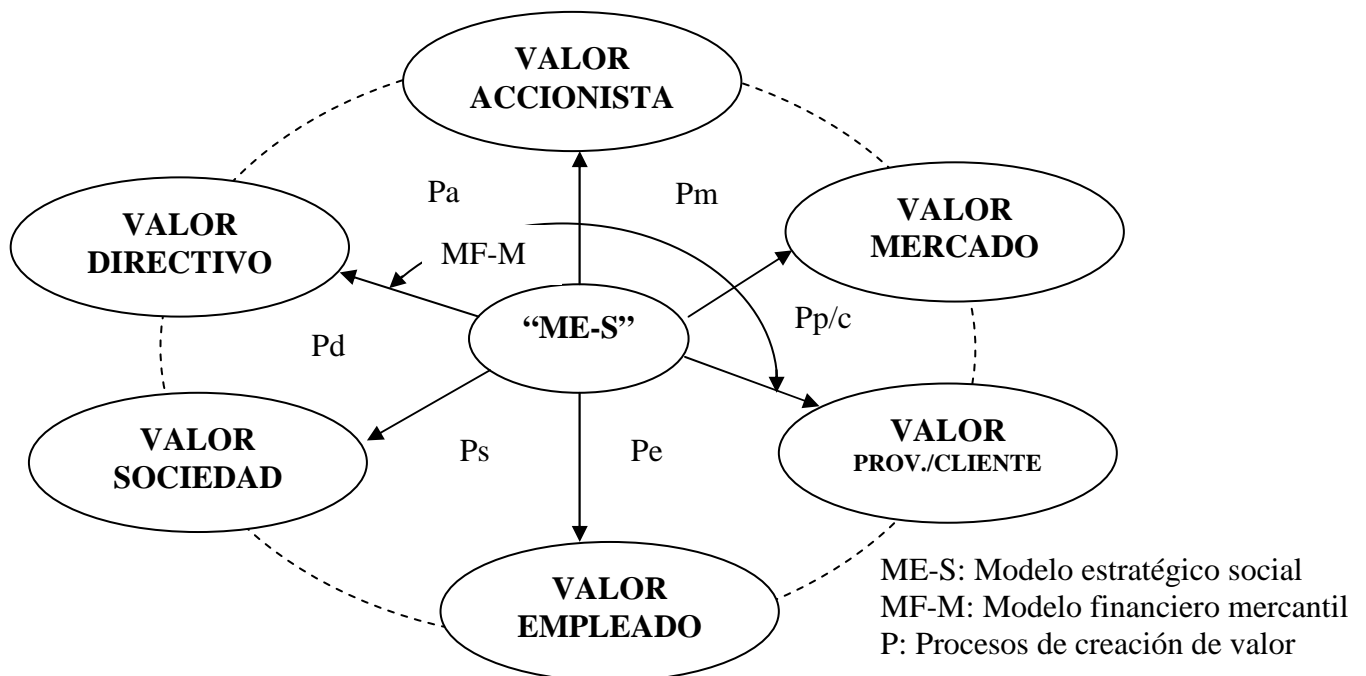 VALOR
ACCIONISTA
Pa
Pm
VALOR
DIRECTIVO
MF-M
VALOR
MERCADO
“ME-S”
Pp/c
Pd
VALOR
SOCIEDAD
Ps
Pe
VALOR
PROV./CLIENTE
VALOR
EMPLEADO
ME-S: Modelo estratégico social
MF-M: Modelo financiero mercantil
P: Procesos de creación de valor